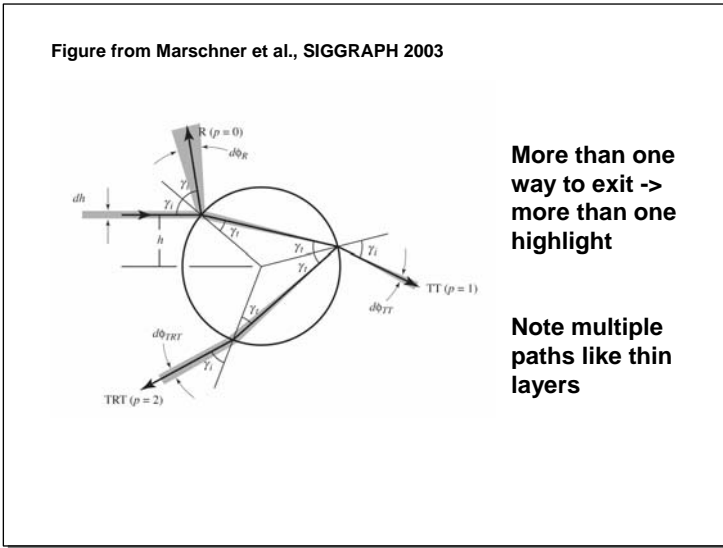 Figure from Marschner et al., SIGGRAPH 2003
R (p = 0)
dϕR
γi
dh
γi
h
γt
γt
γi
γt
TT (p = 1)
dϕTT
γt
dϕTRT
γi
TRT (p = 2)
More than one
way to exit ->
more than one
highlight
Note multiple
paths like thin
layers